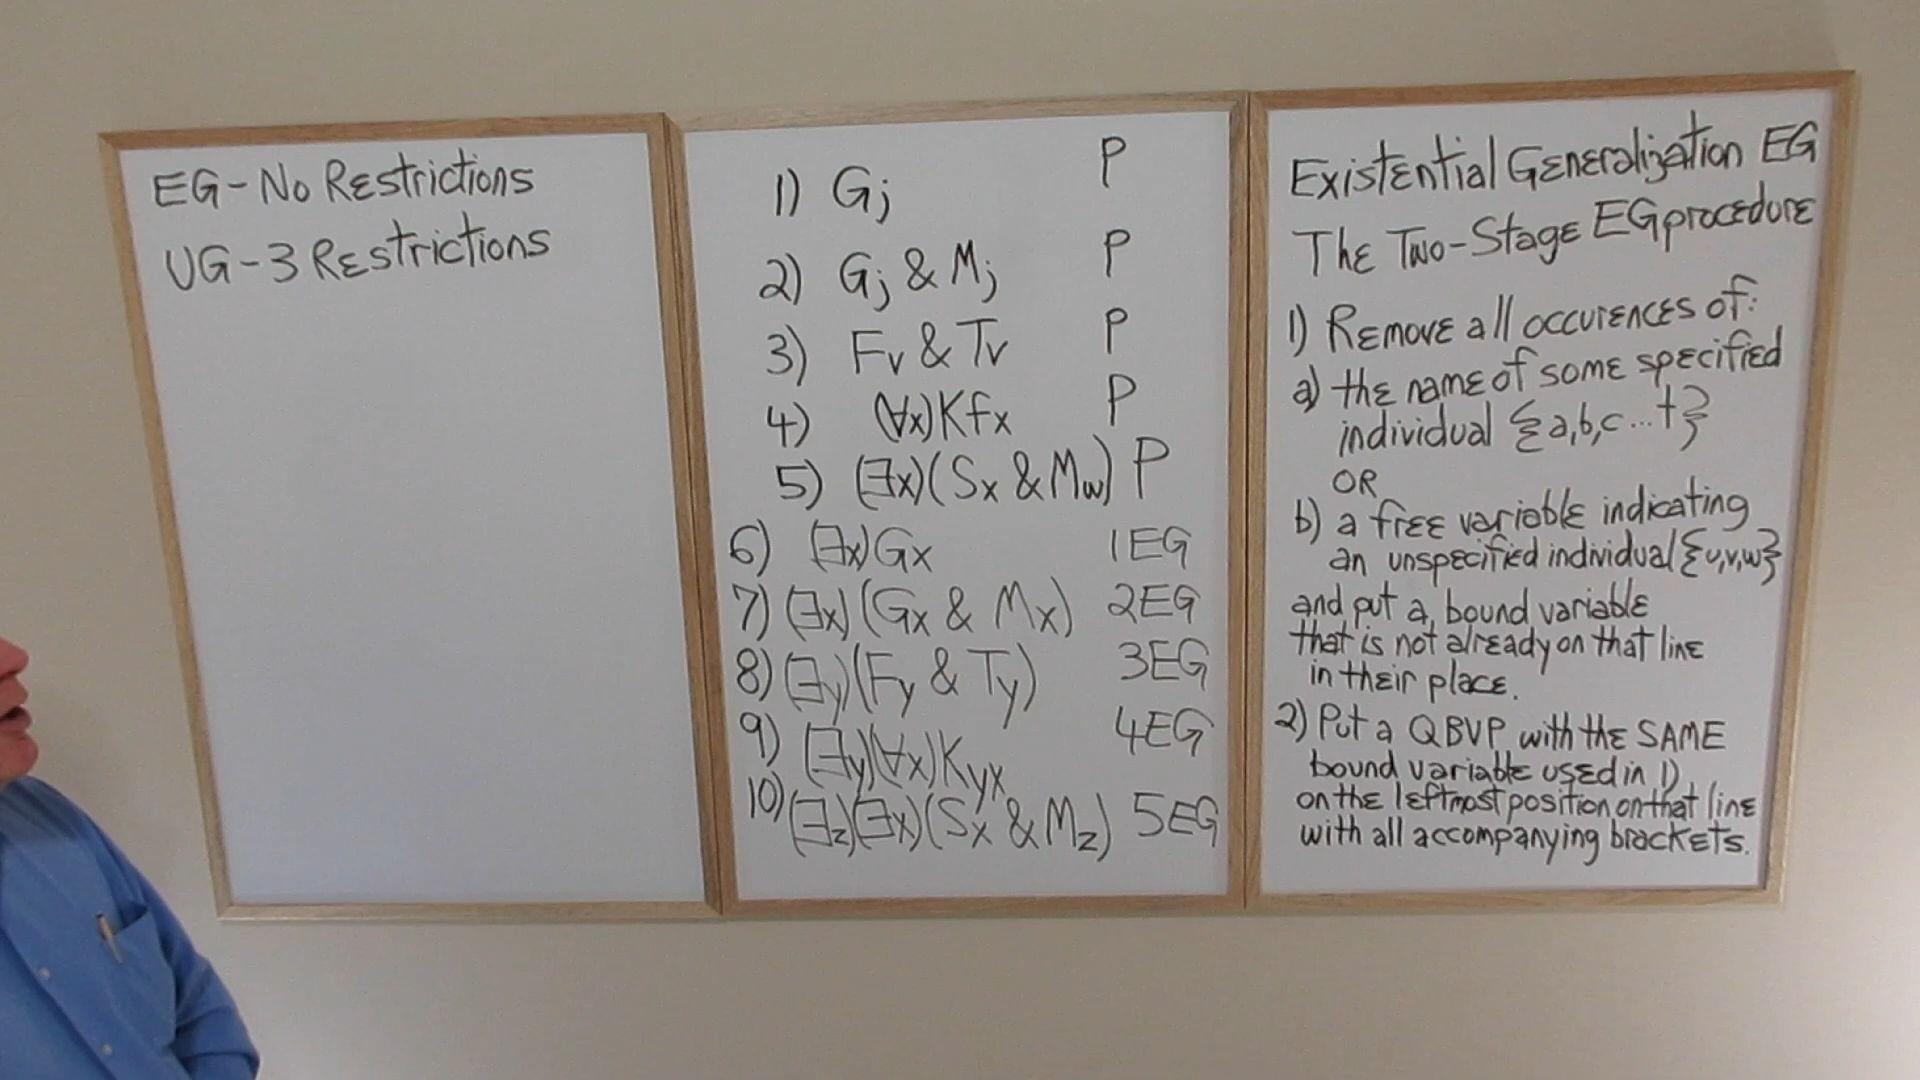 EG - No Restrictions
UG - 3 Restrictions
1) Gj P
2) Gj & Mj P
3) Fv & Tv P
4) (∀x)Kfx P
5) (∃x)(Sx & Mw) P
6) (∃x)Gx 1EG
7) (∃x)(Gx & Mx) 2EG
8) (∃y)(Fy & Ty) 3EG
9) (∃y)(∀x)Kyx 4EG
10) (∃z)(∃x)(Sx & Mz) 5EG
Existential Generalization EG
The Two-Stage EG procedure
1) Remove all occurences of:
a) the name of some specified
individual {a,b,c...t}
OR
b) a free variable indicating
an unspecified individual {u,v,w}
and put a bound variable
that is not already on that line
in their place.
2) Put a QBVP with the SAME
bound variable used in 1)
on the leftmost position on that line
with all accompanying brackets.